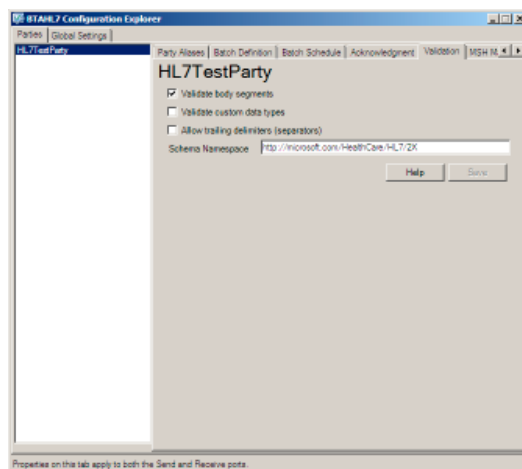 BTAHL7 Configuration Explorer
Parties Global Settings
HL7TestParty
Party Aliases Batch Definition Batch Schedule Acknowledgment Validation MSH M
HL7TestParty
Validate body segments
Validate custom data types
Allow trailing delimiters (separators)
Schema Namespace http://microsoft.com/HealthCare/HL7/2X
Help Save
Properties on this tab apply to both the Send and Receive ports.